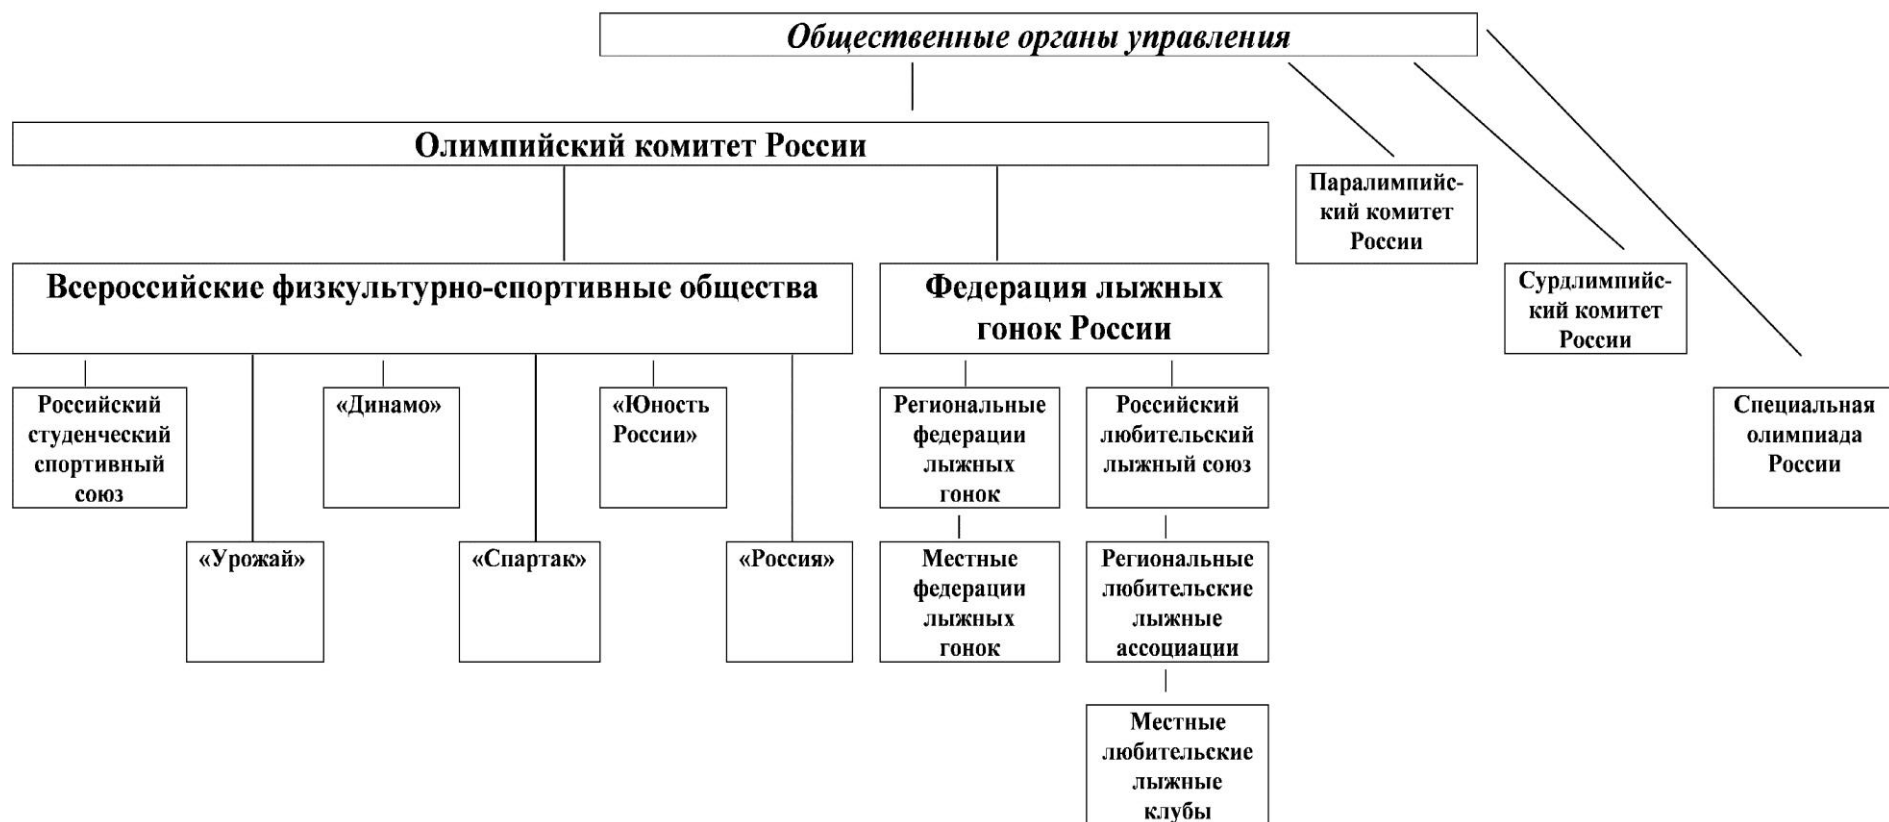 Общественные органы управления
Олимпийский комитет России
Паралимпийс-
кий комитет
России
Сурдлимпийс-
кий комитет
России
Специальная
олимпиада
России
Всероссийские физкультурно-спортивные общества
Федерация лыжных
гонок России
Российский
студенческий
спортивный
союз
«Динамо»
«Юность
России»
«Урожай»
«Спартак»
«Россия»
Региональные
федерации
лыжных
гонок
Российский
любительский
лыжный союз
Местные
федерации
лыжных
гонок
Региональные
любительские
лыжные
ассоциации
Местные
любительские
лыжные
клубы